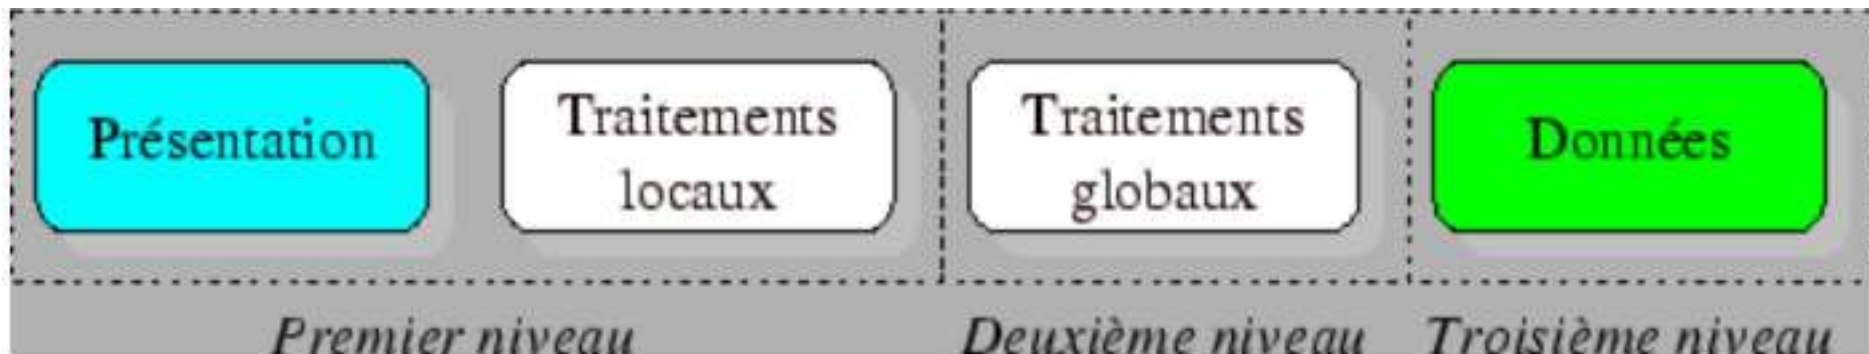 Présentation
Traitements
locaux
Traitements
globaux
Données
Premier niveau
Deuxième niveau
Troisième niveau